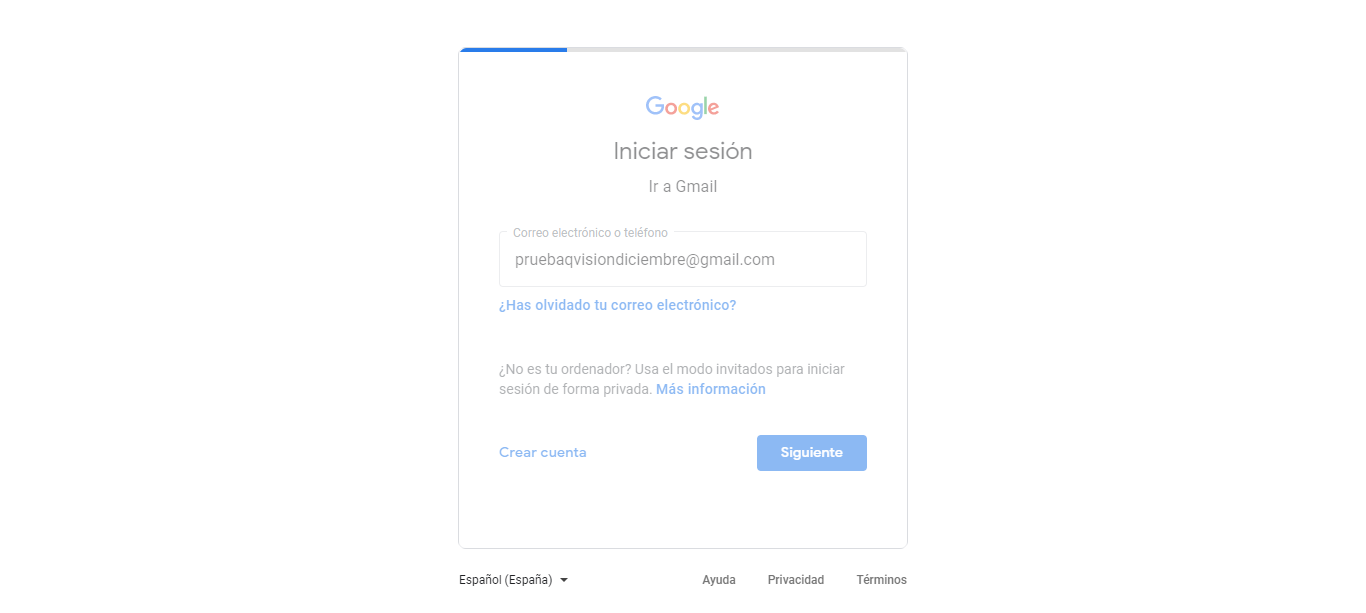 Google
Iniciar sesión
Ir a Gmail
Correo electrónico o teléfono
pruebaqvisiondiciembre@gmail.com
¿Has olvidado tu correo electrónico?
¿No es tu ordenador? Usa el modo invitados para iniciar
sesión de forma privada. Más información
Crear cuenta Siguiente
Español (España) Ayuda Privacidad Términos